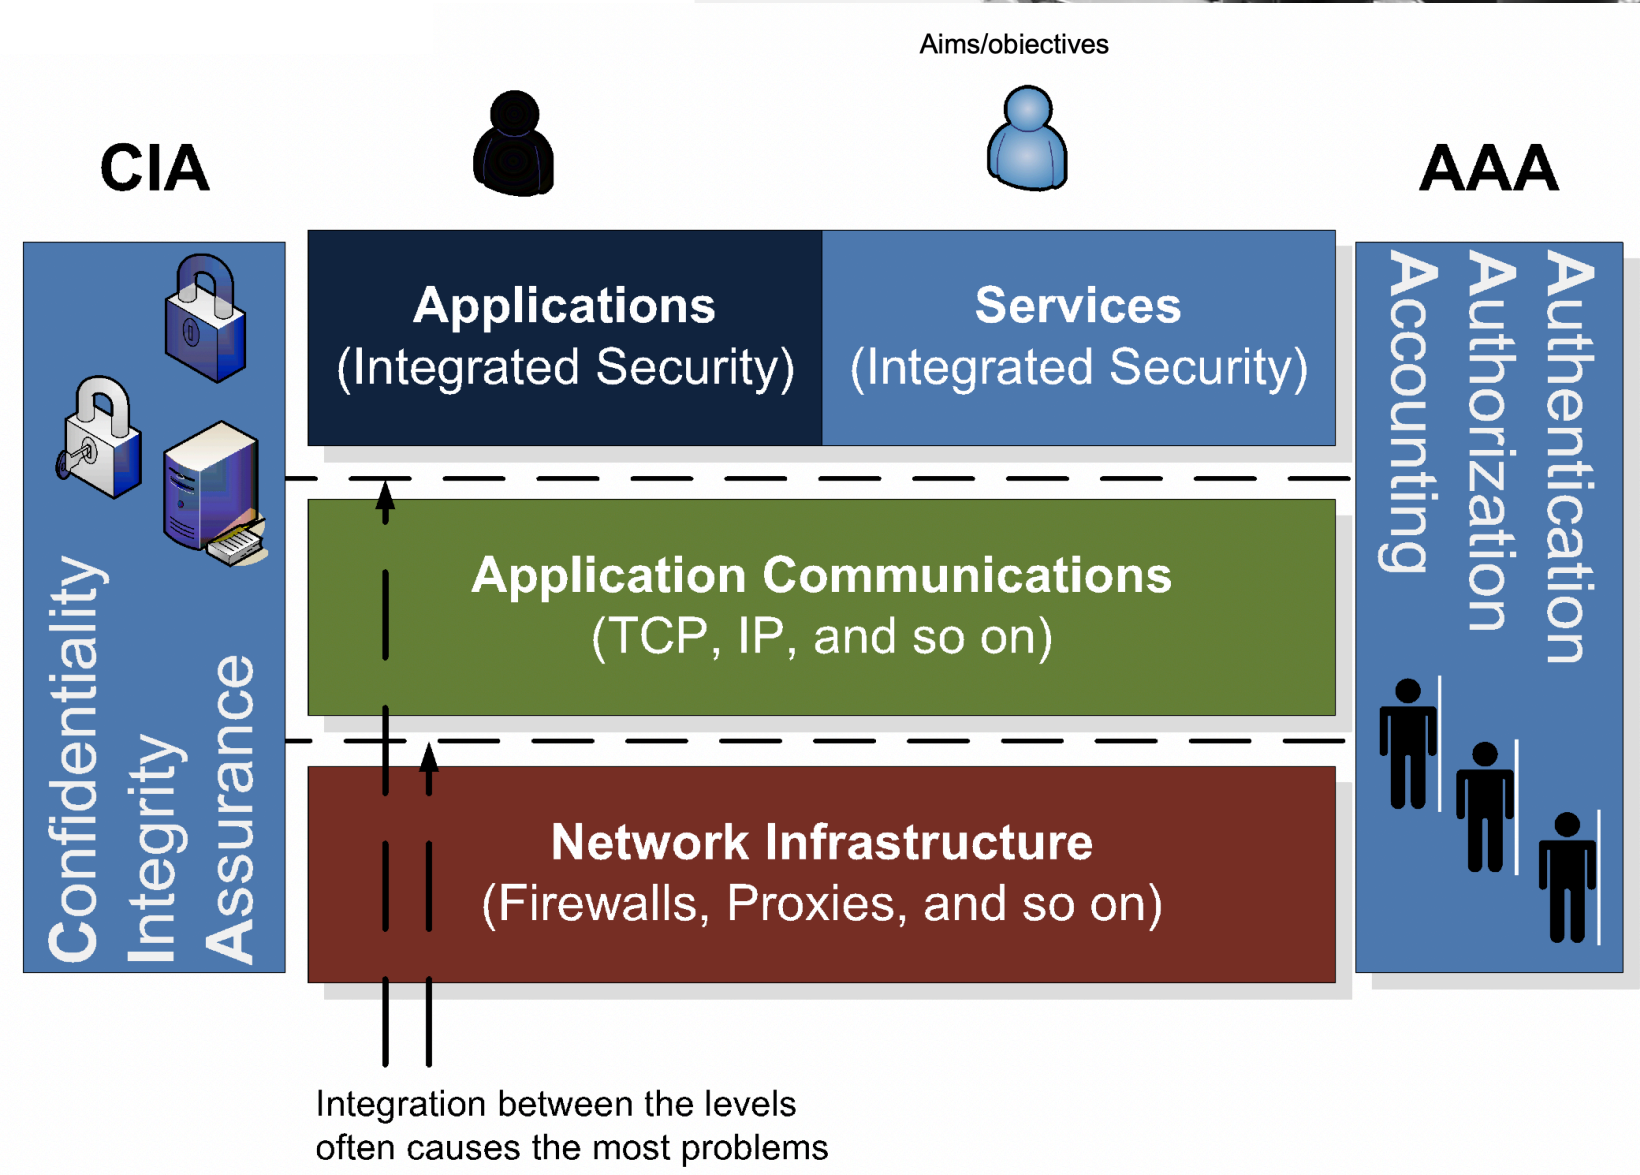 Aims/obiectives
CIA
AAA
Confidentiality
Integrity
Assurance
Applications
(Integrated Security)
Services
(Integrated Security)
Application Communications
(TCP, IP, and so on)
Network Infrastructure
(Firewalls, Proxies, and so on)
Authentication
Authorization
Accounting
Integration between the levels
often causes the most problems